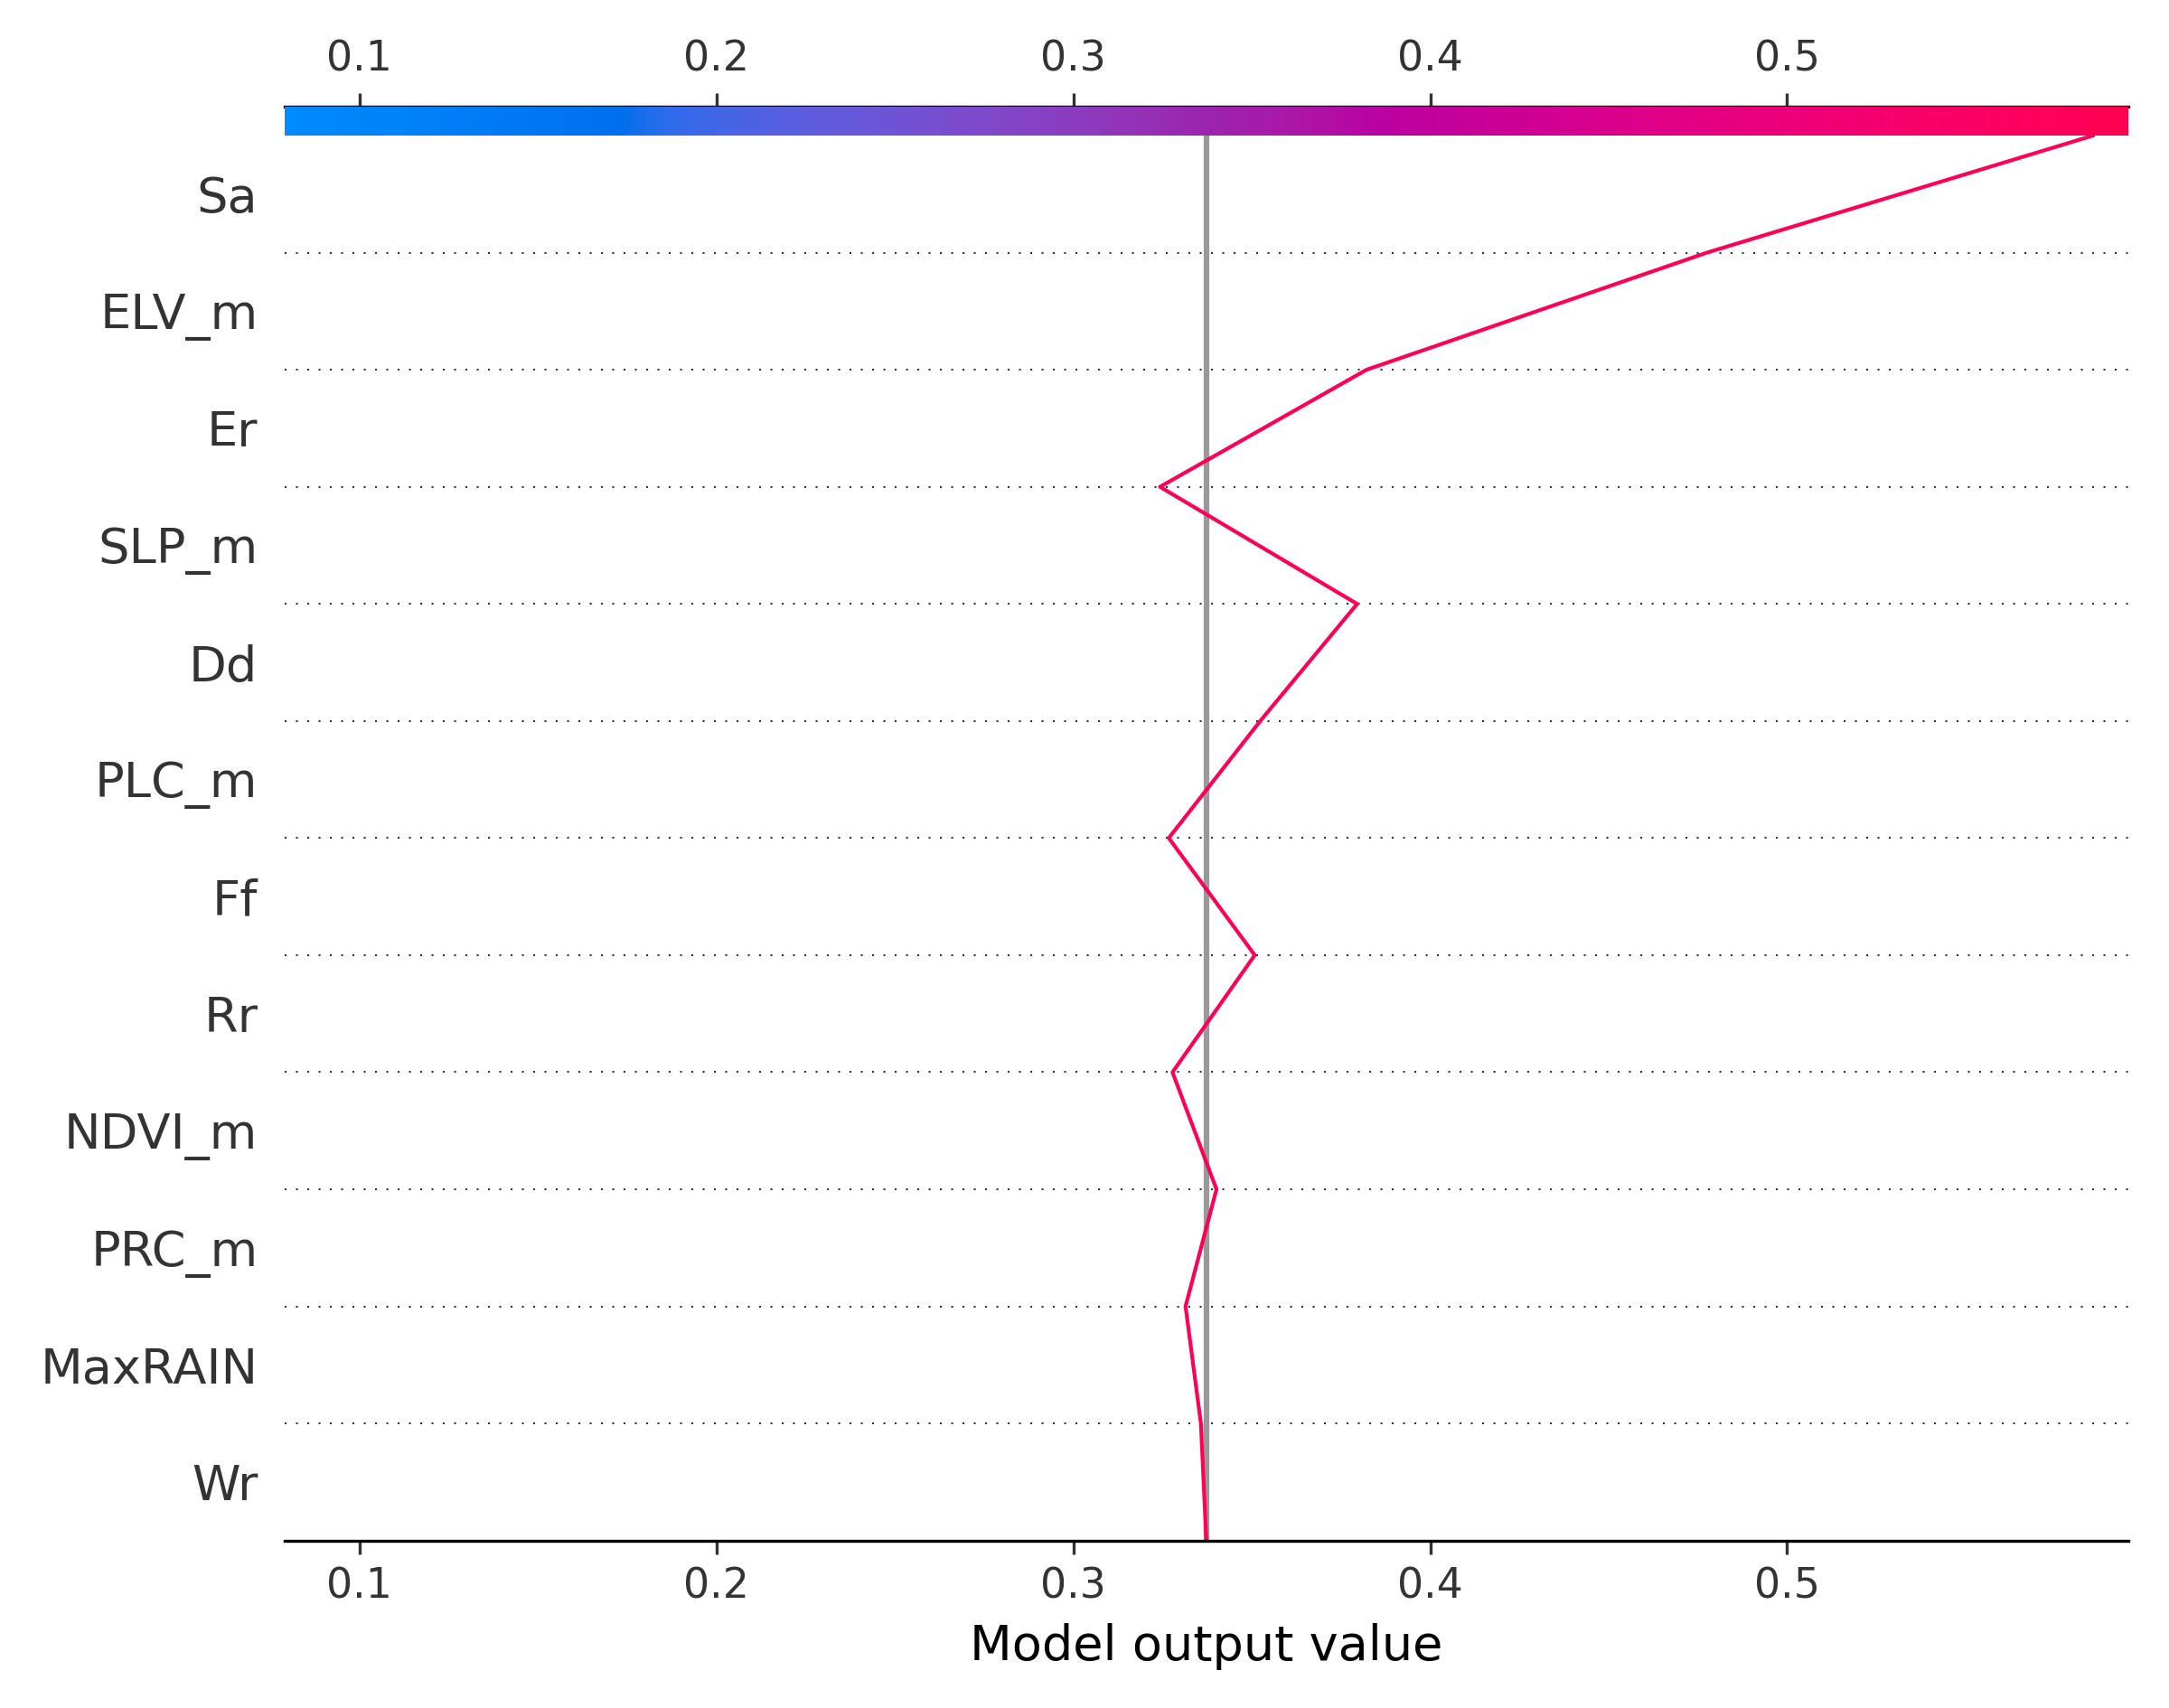 0.1 0.2 0.3 0.4 0.5
Sa
ELV_m
Er
SLP_m
Dd
PLC_m
Ff
Rr
NDVI_m
PRC_m
MaxRAIN
Wr
0.1 0.2 0.3 0.4 0.5
Model output value